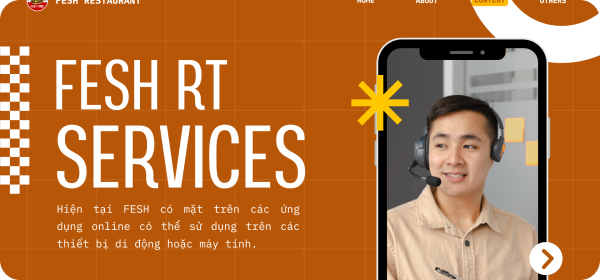 FESH RESTAURANT
HOME ABOUT CONTENT OTHERS
FESH RT
SERVICES
Hiện tại FESH có mặt trên các ứng
dụng online có thể sử dụng trên các
thiết bị di động hoặc máy tính.